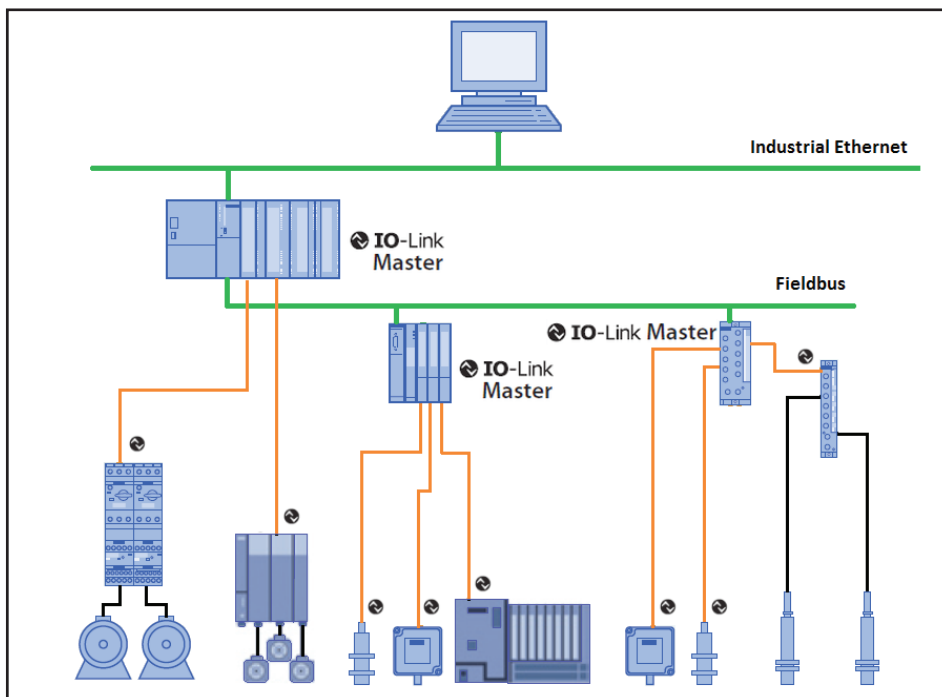 Industrial Ethernet
IO-Link
Master
Fieldbus
IO-Link Master
IO-Link
Master